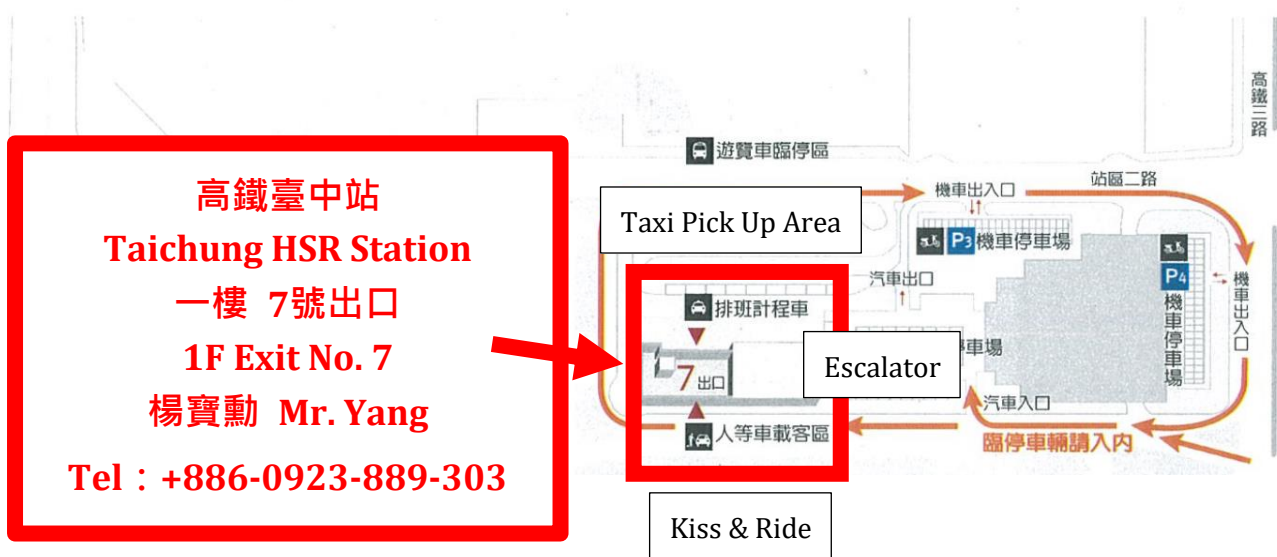 高鐵臺中站
Taichung HSR Station
一樓 7號出口
1F Exit No. 7
楊寶勳 Mr. Yang
Tel：+886-0923-889-303
高鐵三路
遊覽車臨停區
站區二路
機車出入口
Taxi Pick Up Area
P3 機車停車場
P4
機車停車場
機車出入口
汽車出口
排班計程車
車場
Escalator
7 出口
汽車入口
人等車載客區
臨停車輛請入內
Kiss & Ride